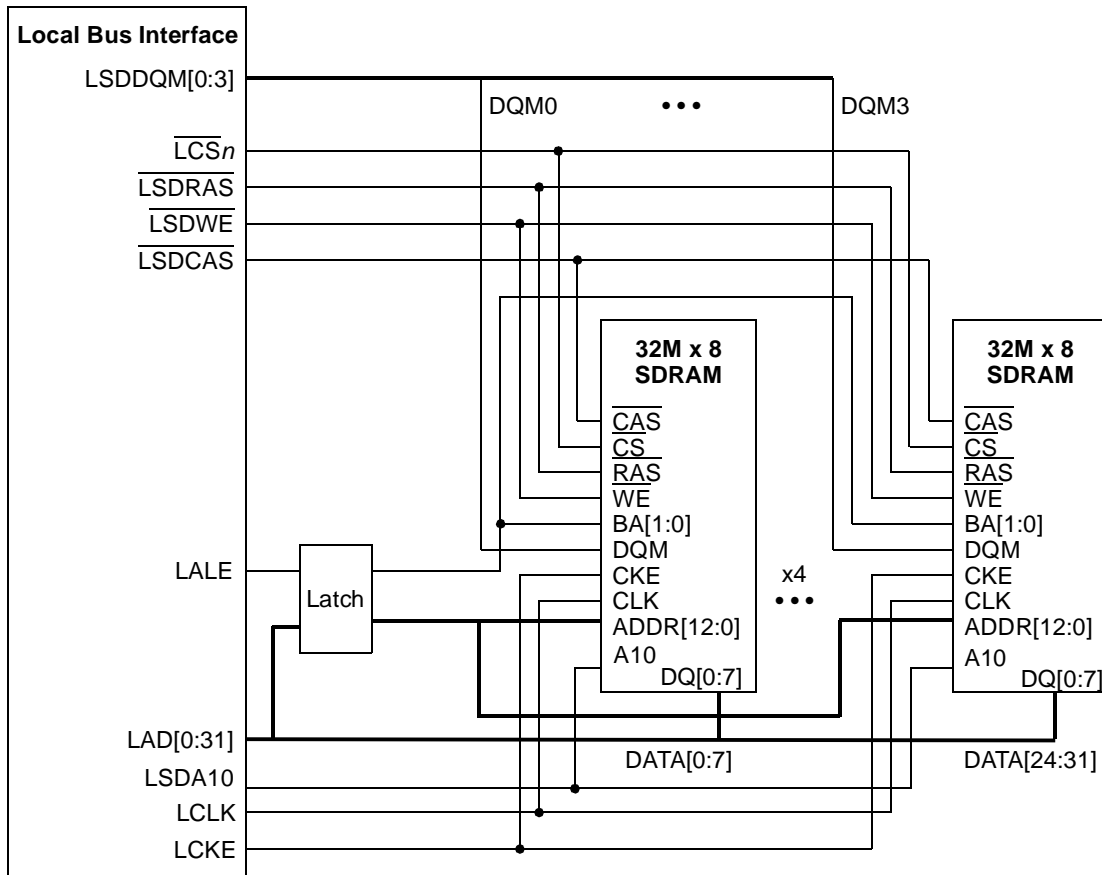 Local Bus Interface
LSDDQM[0:3]
DQM0
• • •
DQM3
LCSn
LSDRAS
LSDWE
LSDCAS
32M x 8
SDRAM
CAS
CS
RAS
WE
BA[1:0]
DQM
CKE
CLK
ADDR[12:0]
A10
DQ[0:7]
x4
• • •
32M x 8
SDRAM
CAS
CS
RAS
WE
BA[1:0]
DQM
CKE
CLK
ADDR[12:0]
A10
DQ[0:7]
LALE
Latch
LAD[0:31]
DATA[0:7]
DATA[24:31]
LSDA10
LCLK
LCKE